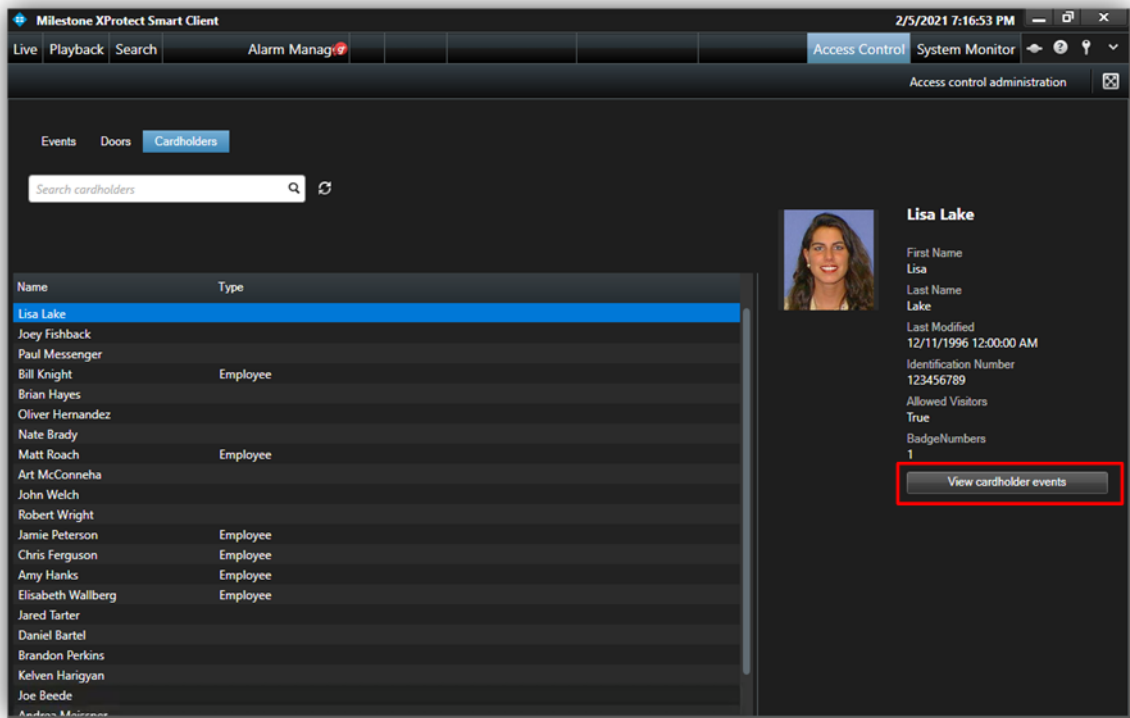 Milestone XProtect Smart Client
2/5/2021 7:16:53 PM
Live Playback Search Alarm Manag 9 Access Control System Monitor
Access control administration
Events Doors Cardholders
Search cardholders
Lisa Lake
First Name
Lisa
Last Name
Lake
Last Modified
12/11/1996 12:00:00 AM
Identification Number
123456789
Allowed Visitors
True
BadgeNumbers
1
View cardholder events
Name Type
Lisa Lake
Joey Fishback
Paul Messenger
Bill Knight Employee
Brian Hayes
Oliver Hernandez
Nate Brady
Matt Roach Employee
Art McConneha
John Welch
Robert Wright
Jamie Peterson Employee
Chris Ferguson Employee
Amy Hanks Employee
Elisabeth Wallberg Employee
Jared Tarter
Daniel Bartel
Brandon Perkins
Kelven Harigyan
Joe Beede
Andrea Meissner